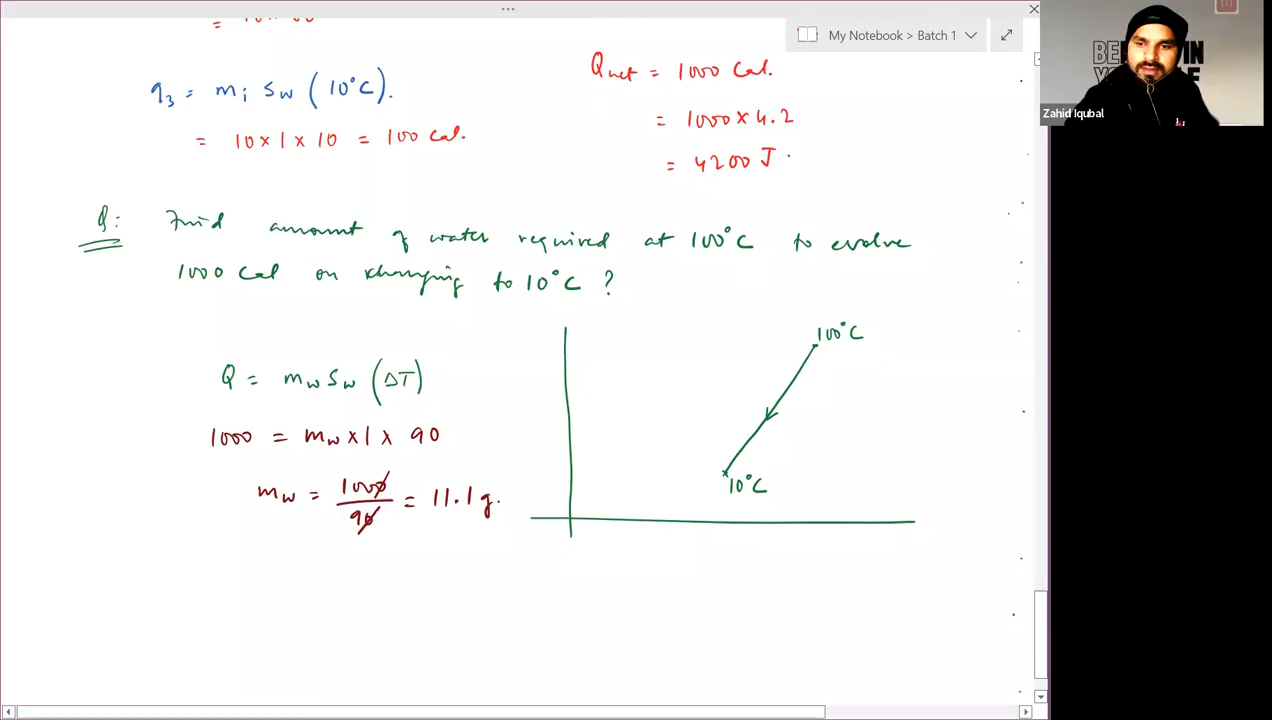 My Notebook > Batch 1
Zahid Iqubal
q₃ = mᵢ Sw (10°C).
= 10 × 1 × 10 = 100 Cal.
Qnet = 1000 Cal.
= 1000 × 4.2
= 4200 J.
Q: Find amount of water required at 100°C to evolve
1000 Cal on changing to 10°C ?
Q = mw Sw (ΔT)
1000 = mw × 1 × 90
mw = 1000/90 = 11.1 g.
100°C
10°C